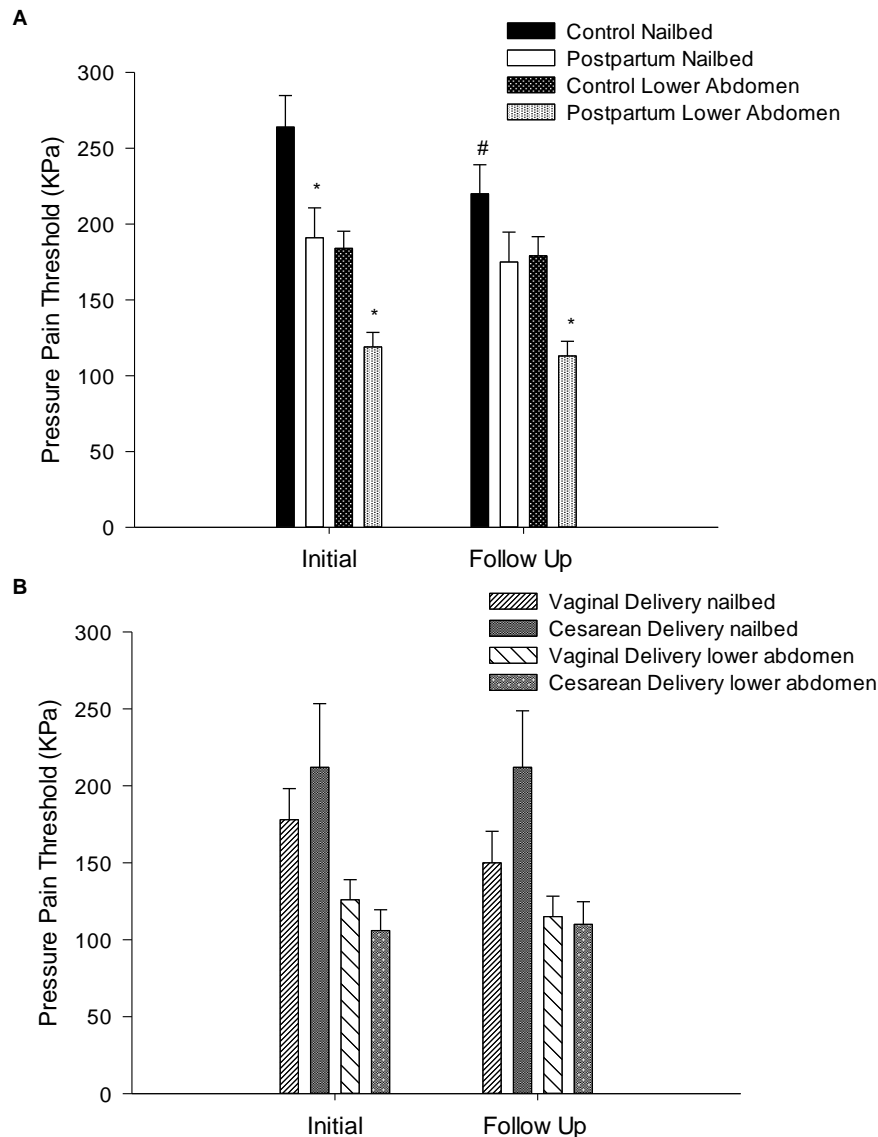 A
Control Nailbed
Postpartum Nailbed
Control Lower Abdomen
Postpartum Lower Abdomen
Pressure Pain Threshold (KPa)
300
250
200
150
100
50
0
*
*
#
*
Initial
Follow Up
B
Vaginal Delivery nailbed
Cesarean Delivery nailbed
Vaginal Delivery lower abdomen
Cesarean Delivery lower abdomen
Pressure Pain Threshold (KPa)
300
250
200
150
100
50
0
Initial
Follow Up